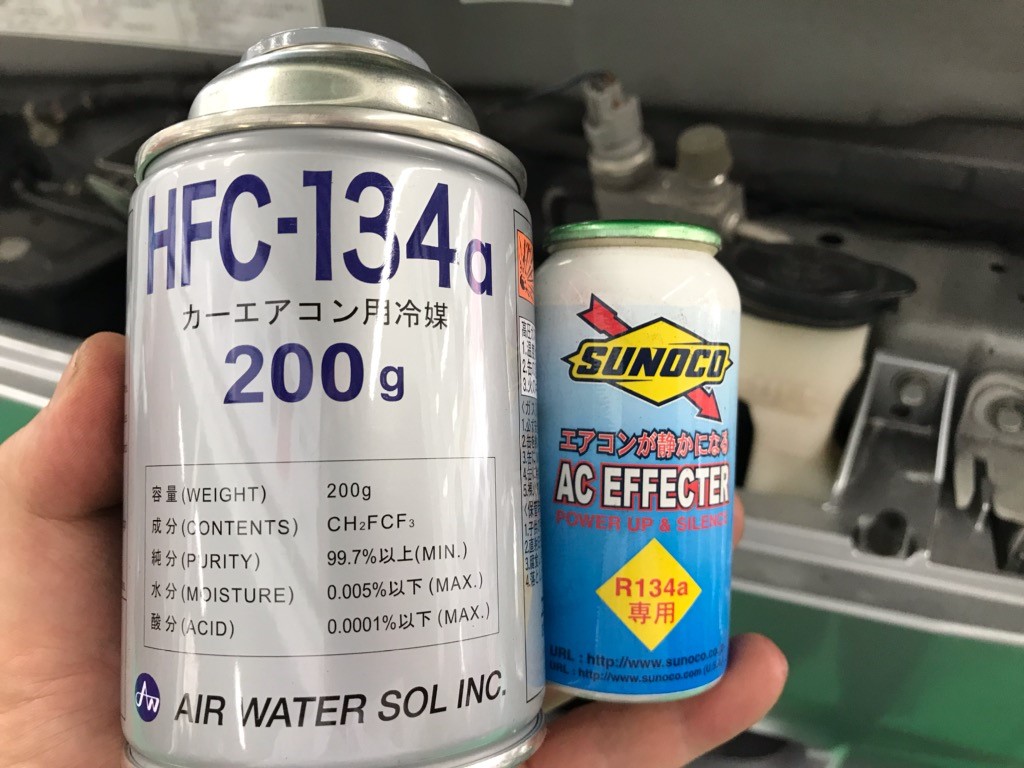 HFC-134a
カーエアコン用冷媒
200g
容量(WEIGHT) 200g
成分(CONTENTS) CH₂FCF₃
純分(PURITY) 99.7%以上(MIN.)
水分(MOISTURE) 0.005%以下(MAX.)
酸分(ACID) 0.0001%以下(MAX.)
AW AIR WATER SOL INC.
SUNOCO
エアコンが静かになる
AC EFFECTER
POWER UP & SILENCE
R134a
専用
URL : http://www.sunoco.co.
URL : http://www.sunoco.com